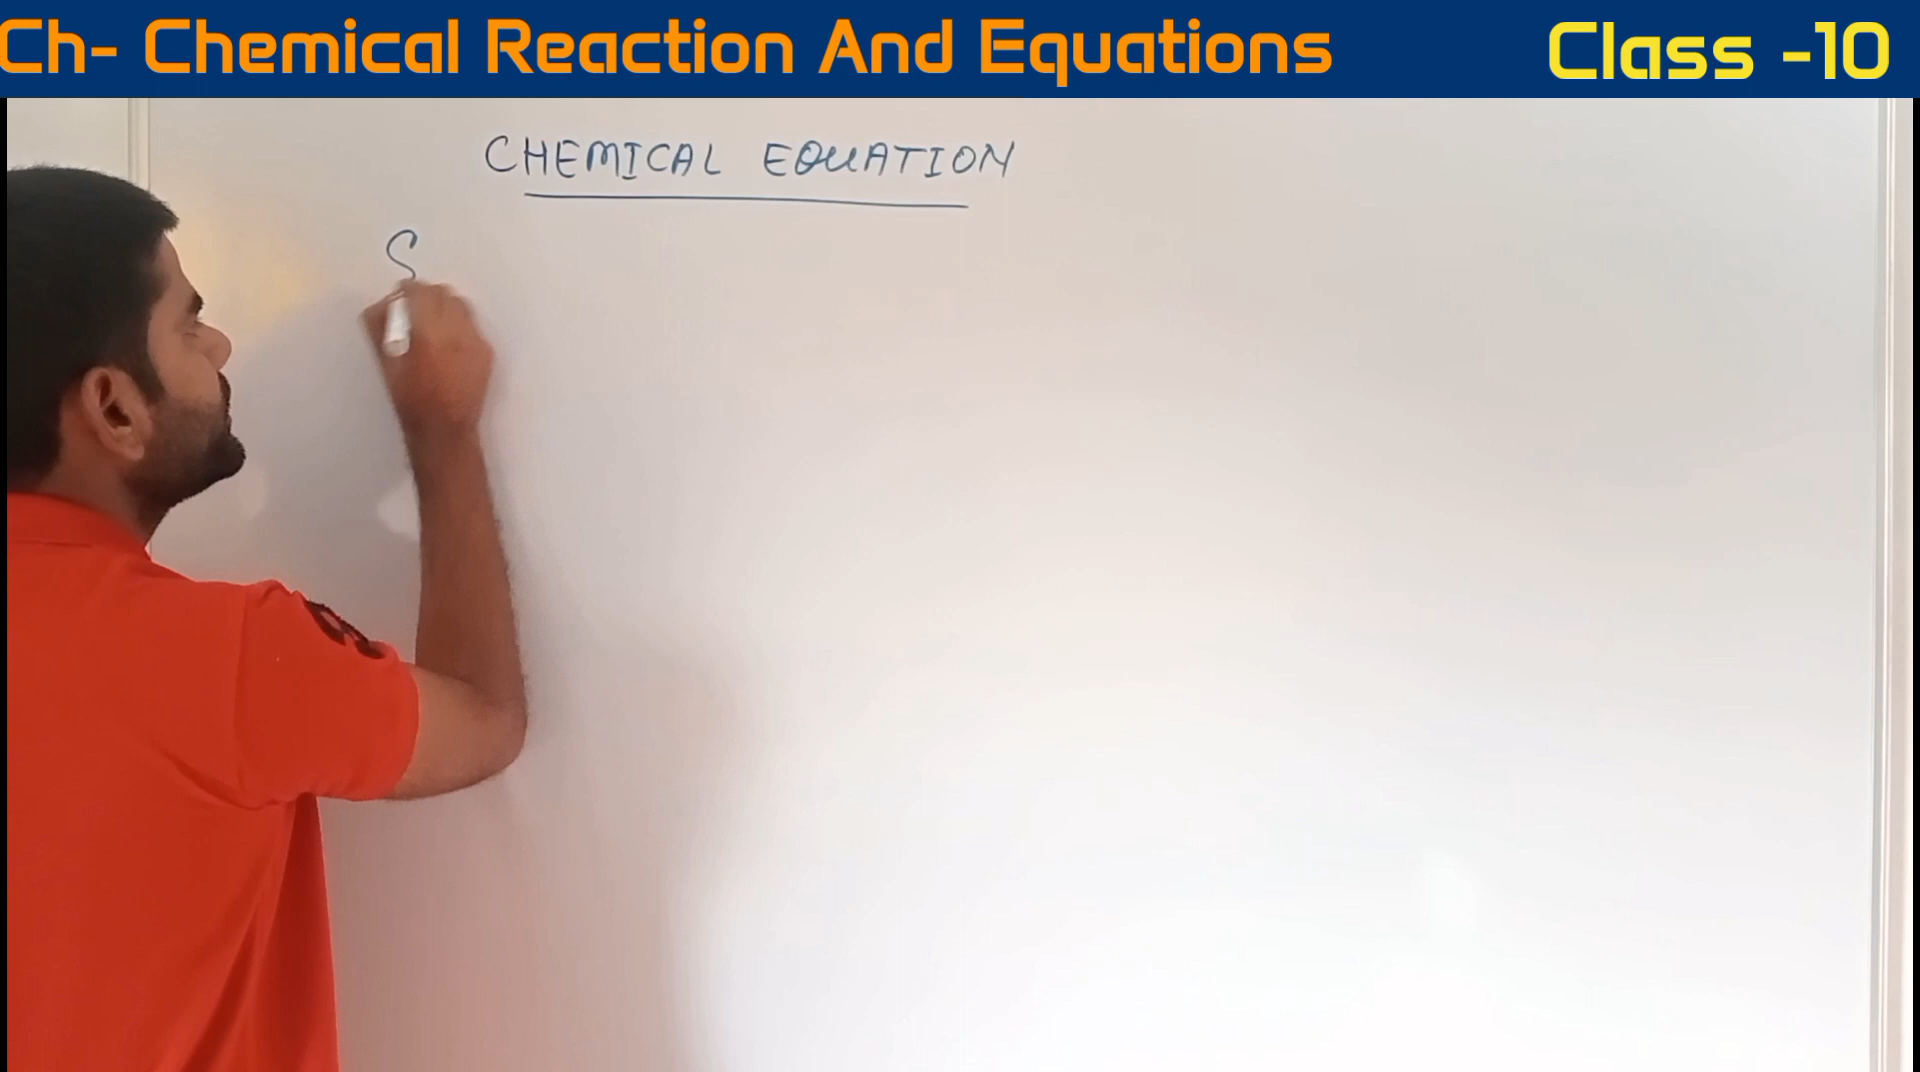 Ch- Chemical Reaction And Equations Class -10
CHEMICAL EQUATION
S